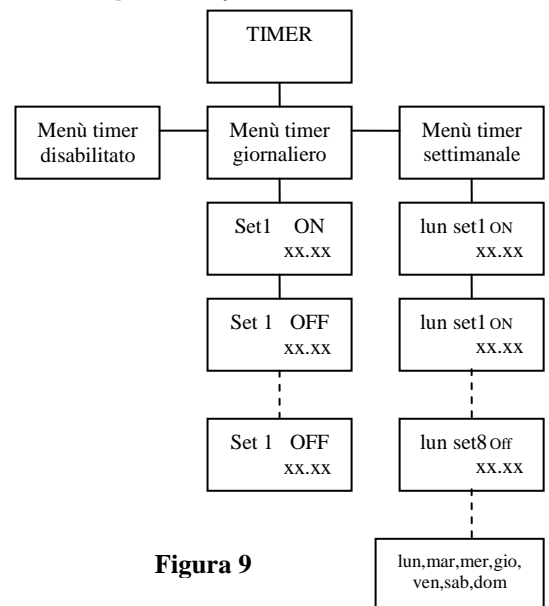 TIMER
Menù timer
disabilitato
Menù timer
giornaliero
Menù timer
settimanale
Set1 ON
xx.xx
lun set1 ON
xx.xx
Set 1 OFF
xx.xx
lun set1 ON
xx.xx
Set 1 OFF
xx.xx
lun set8 Off
xx.xx
Figura 9
lun,mar,mer,gio,
ven,sab,dom